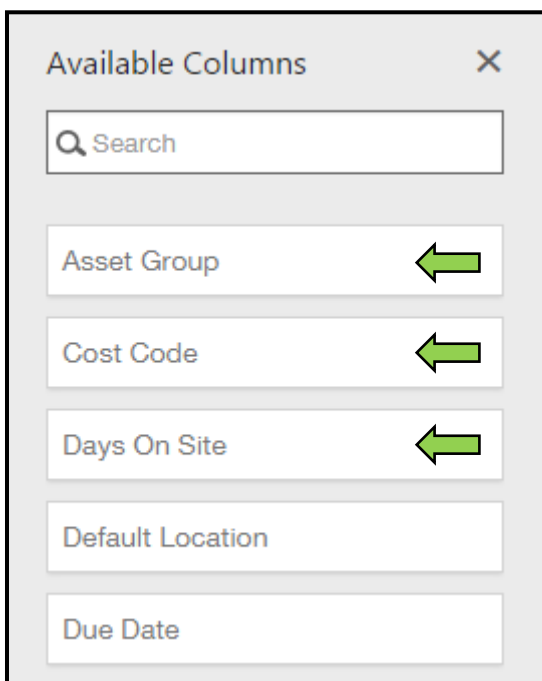 Available Columns
Search
Asset Group
Cost Code
Days On Site
Default Location
Due Date